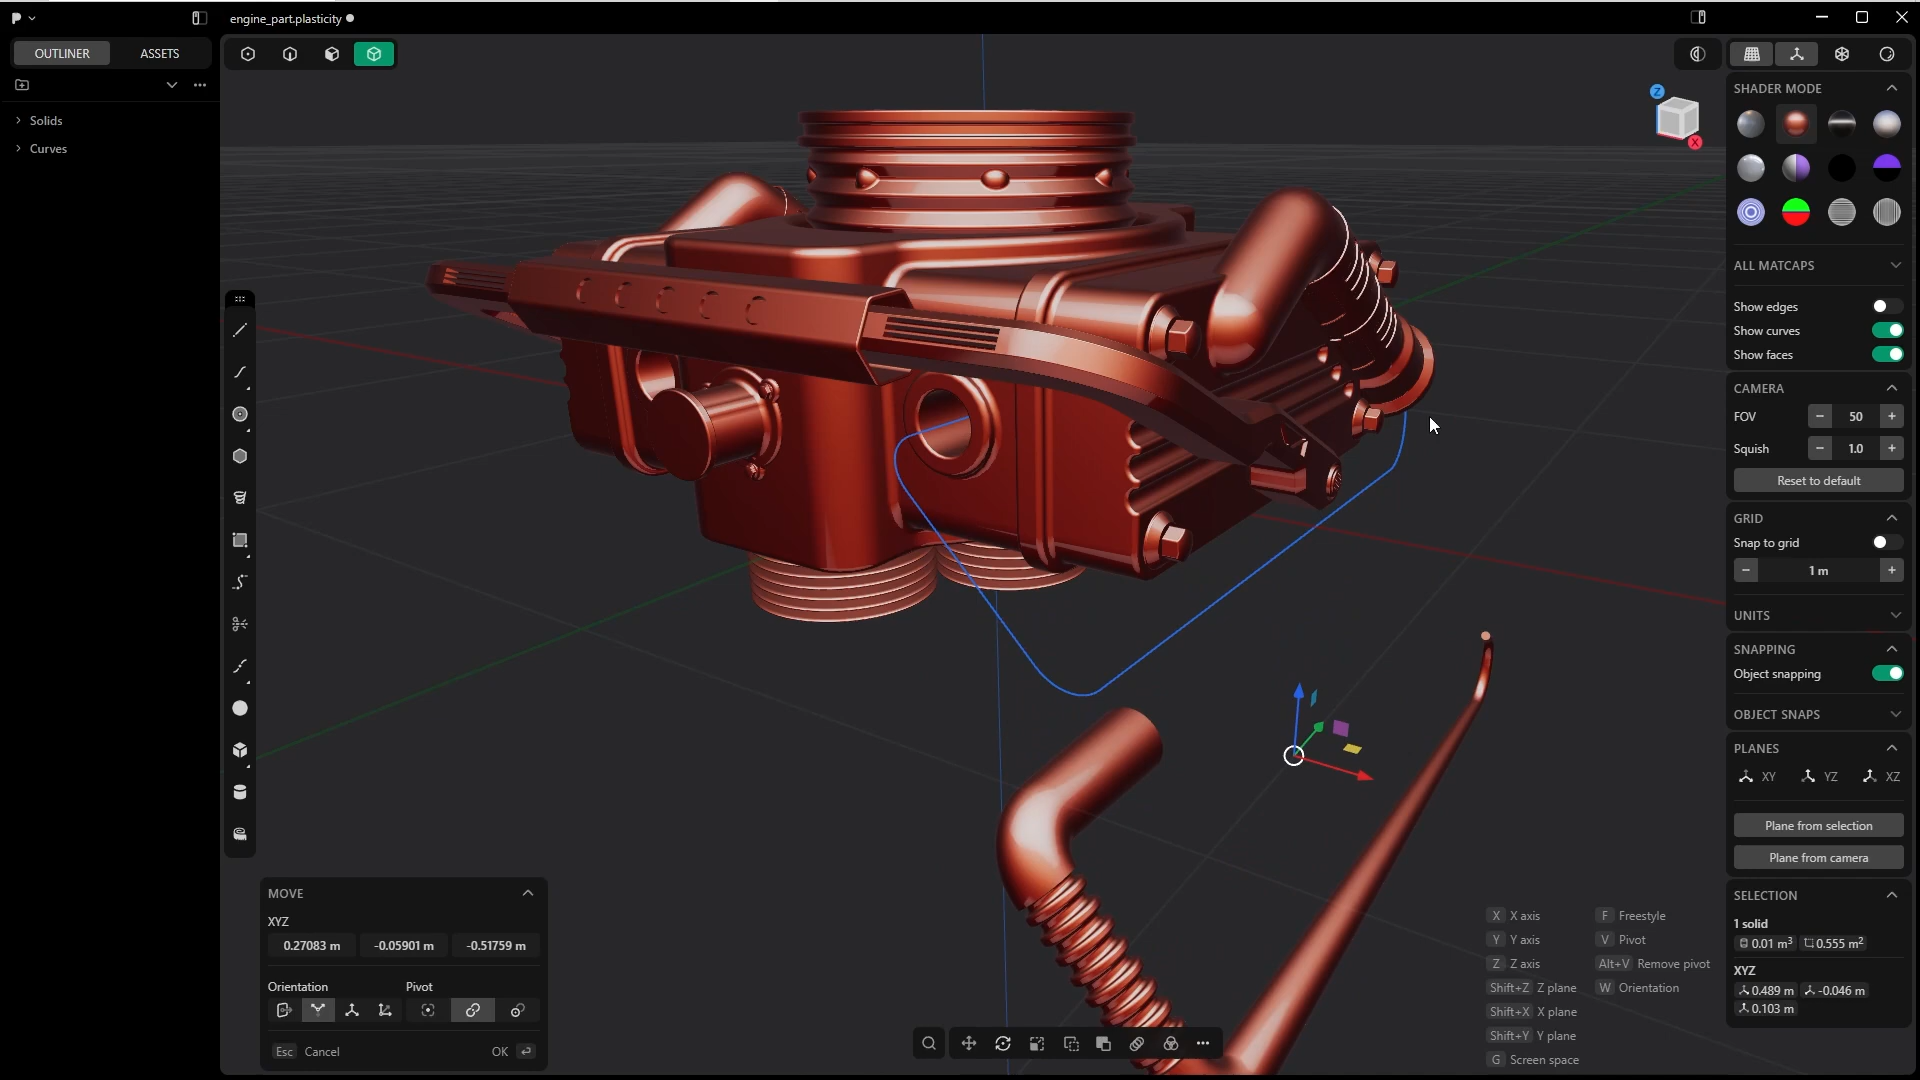 engine_part.plasticity
OUTLINER
ASSETS
Solids
Curves
Z
X
SHADER MODE
ALL MATCAPS
Show edges
Show curves
Show faces
CAMERA
FOV
− 50 +
Squish
− 1.0 +
Reset to default
GRID
Snap to grid
− 1 m +
UNITS
SNAPPING
Object snapping
OBJECT SNAPS
PLANES
XY YZ XZ
Plane from selection
Plane from camera
SELECTION
1 solid
0.01 m³ 0.555 m²
XYZ
0.489 m -0.046 m
0.103 m
MOVE
XYZ
0.27083 m -0.05901 m -0.51759 m
Orientation Pivot
Esc Cancel OK
X X axis F Freestyle
Y Y axis V Pivot
Z Z axis Alt+V Remove pivot
Shift+Z Z plane W Orientation
Shift+X X plane
Shift+Y Y plane
G Screen space